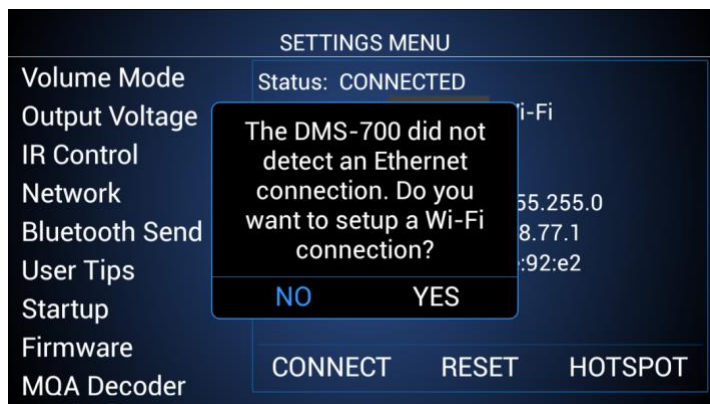 SETTINGS MENU
Volume Mode
Output Voltage
IR Control
Network
Bluetooth Send
User Tips
Startup
Firmware
MQA Decoder
Status: CONNECTED
i-Fi
55.255.0
8.77.1
:92:e2
The DMS-700 did not
detect an Ethernet
connection. Do you
want to setup a Wi-Fi
connection?
NO YES
CONNECT RESET HOTSPOT